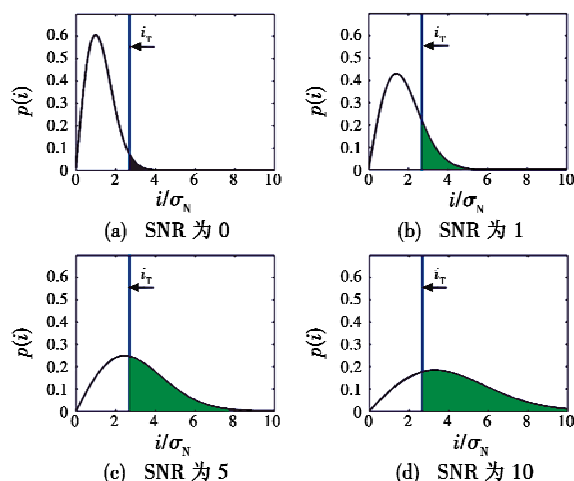 p(i)
0.6
0.5
0.4
0.3
0.2
0.1
0
0 2 4 6 8 10
i_T
i/σ_N
(a) SNR 为 0
p(i)
0.6
0.5
0.4
0.3
0.2
0.1
0
0 2 4 6 8 10
i_T
i/σ_N
(b) SNR 为 1
p(i)
0.6
0.5
0.4
0.3
0.2
0.1
0
0 2 4 6 8 10
i_T
i/σ_N
(c) SNR 为 5
p(i)
0.6
0.5
0.4
0.3
0.2
0.1
0
0 2 4 6 8 10
i_T
i/σ_N
(d) SNR 为 10